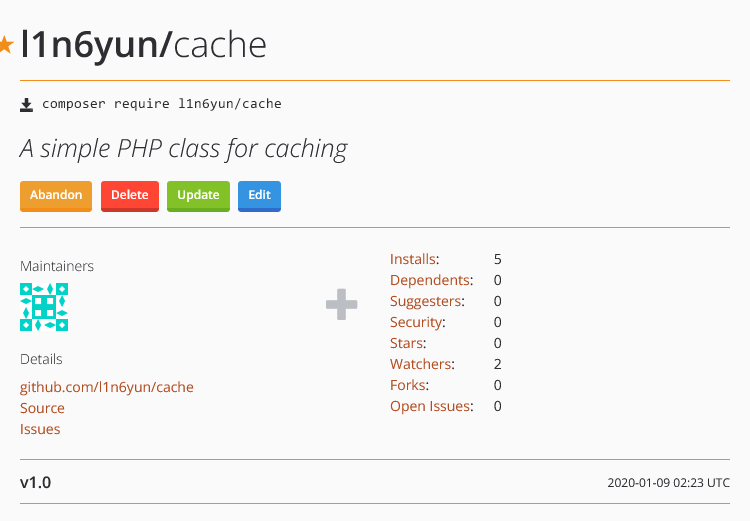 l1n6yun/cache
composer require l1n6yun/cache
A simple PHP class for caching
Abandon Delete Update Edit
Maintainers
Details
github.com/l1n6yun/cache
Source
Issues
Installs: 5
Dependents: 0
Suggesters: 0
Security: 0
Stars: 0
Watchers: 2
Forks: 0
Open Issues: 0
v1.0 2020-01-09 02:23 UTC